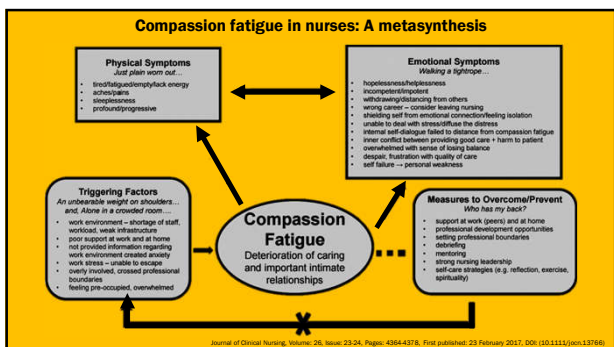 Compassion fatigue in nurses: A metasynthesis
Physical Symptoms
Just plain worn out…
• tired/fatigued/empty/lack energy
• aches/pains
• sleeplessness
• profound/progressive
Emotional Symptoms
Walking a tightrope…
• hopelessness/helplessness
• incompetent/impotent
• withdrawing/distancing from others
• wrong career – consider leaving nursing
• shielding self from emotional connection/feeling isolation
• unable to deal with stress/diffuse the distress
• internal self-dialogue failed to distance from compassion fatigue
• inner conflict between providing good care + harm to patient
• overwhelmed with sense of losing balance
• despair, frustration with quality of care
• self failure → personal weakness
Triggering Factors
An unbearable weight on shoulders…
and, Alone in a crowded room….
• work environment – shortage of staff,
workload, weak infrastructure
• poor support at work and at home
• not provided information regarding
work environment created anxiety
• work stress – unable to escape
• overly involved, crossed professional
boundaries
• feeling pre-occupied, overwhelmed
Compassion
Fatigue
Deterioration of caring
and important intimate
relationships
Measures to Overcome/Prevent
Who has my back?
• support at work (peers) and at home
• professional development opportunities
• setting professional boundaries
• debriefing
• mentoring
• strong nursing leadership
• self-care strategies (e.g. reflection, exercise,
spirituality)
Journal of Clinical Nursing, Volume: 26, Issue: 23-24, Pages: 4364-4378, First published: 23 February 2017, DOI: (10.1111/jocn.13766)